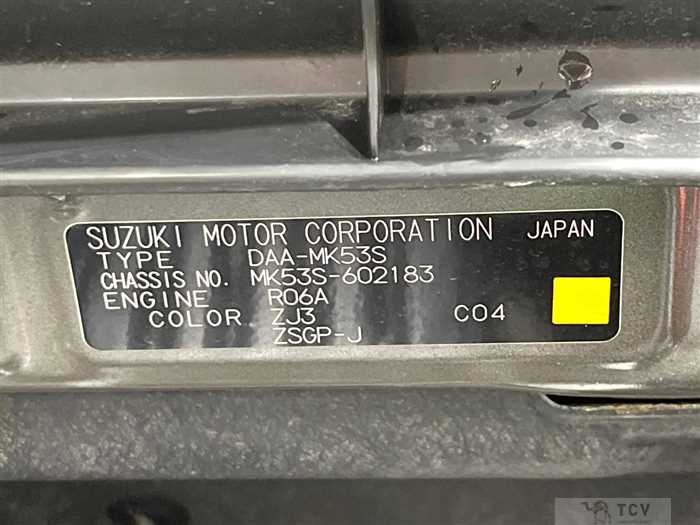 SUZUKI MOTOR CORPORATION JAPAN
TYPE DAA-MK53S
CHASSIS NO. MK53S-602183
ENGINE R06A
COLOR ZJ3 C04
ZSGP-J
TCV